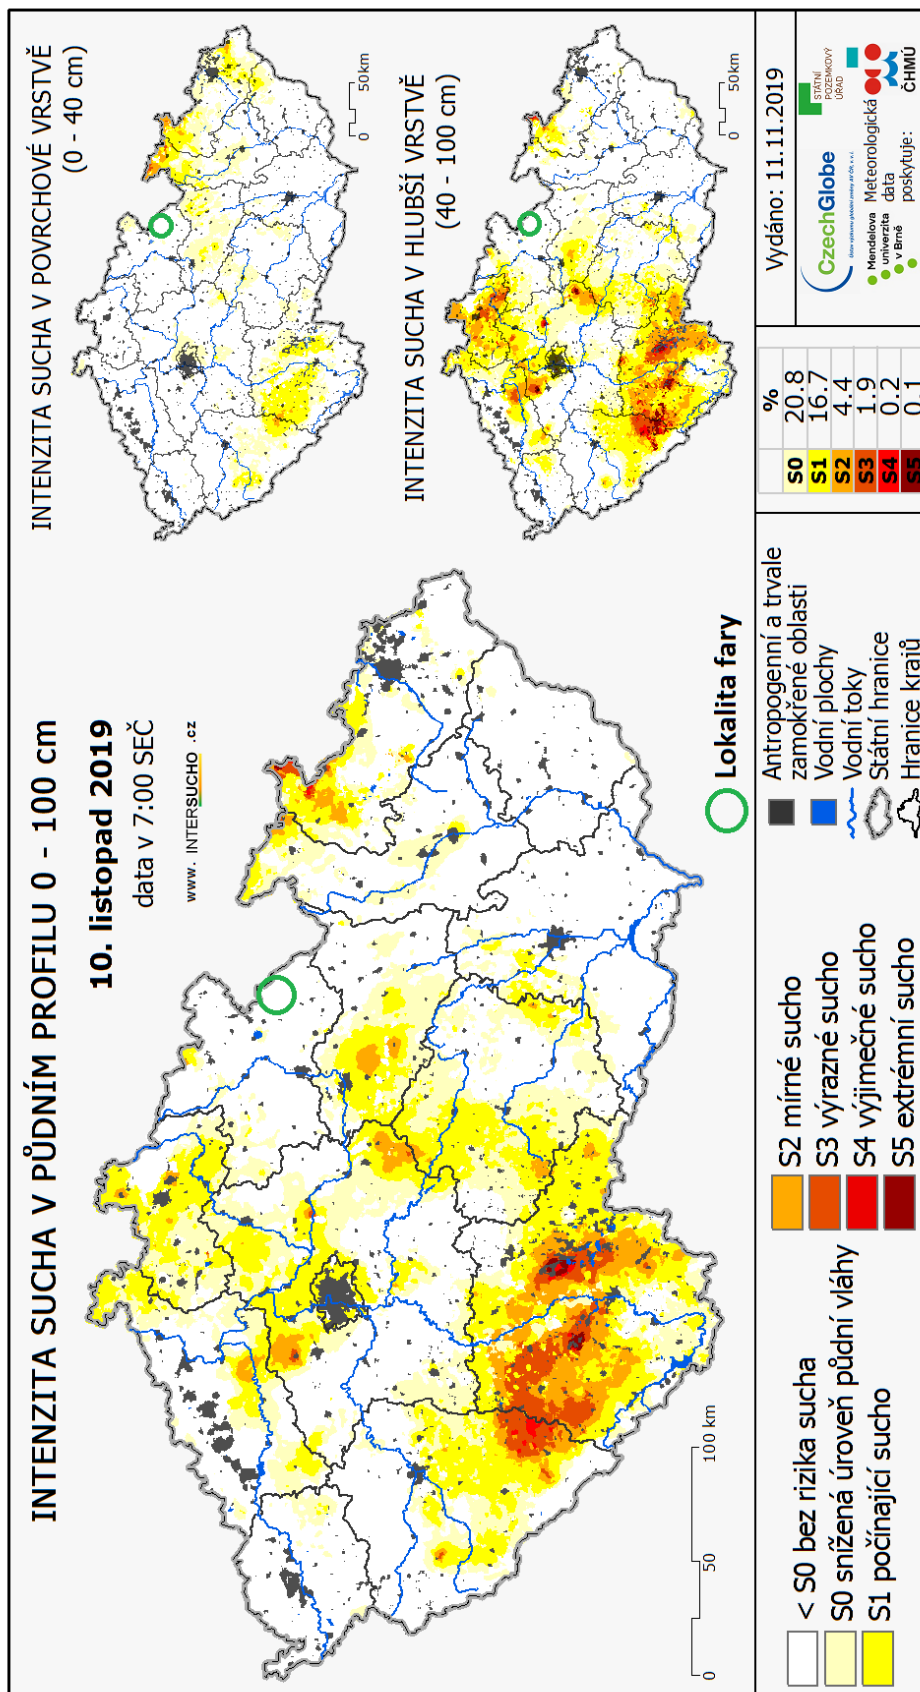 INTENZITA SUCHA V PŮDNÍM PROFILU 0 - 100 cm
10. listopad 2019
data v 7:00 SEČ
www. INTERSUCHO .cz
INTENZITA SUCHA V POVRCHOVÉ VRSTVĚ
(0 - 40 cm)
0 50 km
INTENZITA SUCHA V HLUBŠÍ VRSTVĚ
(40 - 100 cm)
0 50 km
0 50 100 km
Lokalita fary
< S0 bez rizika sucha
S0 snížená úroveň půdní vláhy
S1 počínající sucho
S2 mírné sucho
S3 výrazné sucho
S4 výjimečné sucho
S5 extrémní sucho
Antropogenní a trvale
zamokřené oblasti
Vodní plochy
Vodní toky
Státní hranice
Hranice krajů
%
S0 20.8
S1 16.7
S2 4.4
S3 1.9
S4 0.2
S5 0.1
Vydáno: 11.11.2019
CzechGlobe
STÁTNÍ
POZEMKOVÝ
ÚŘAD
Mendelova
univerzita
v Brně
Meteorologická
data
poskytuje:
ČHMÚ